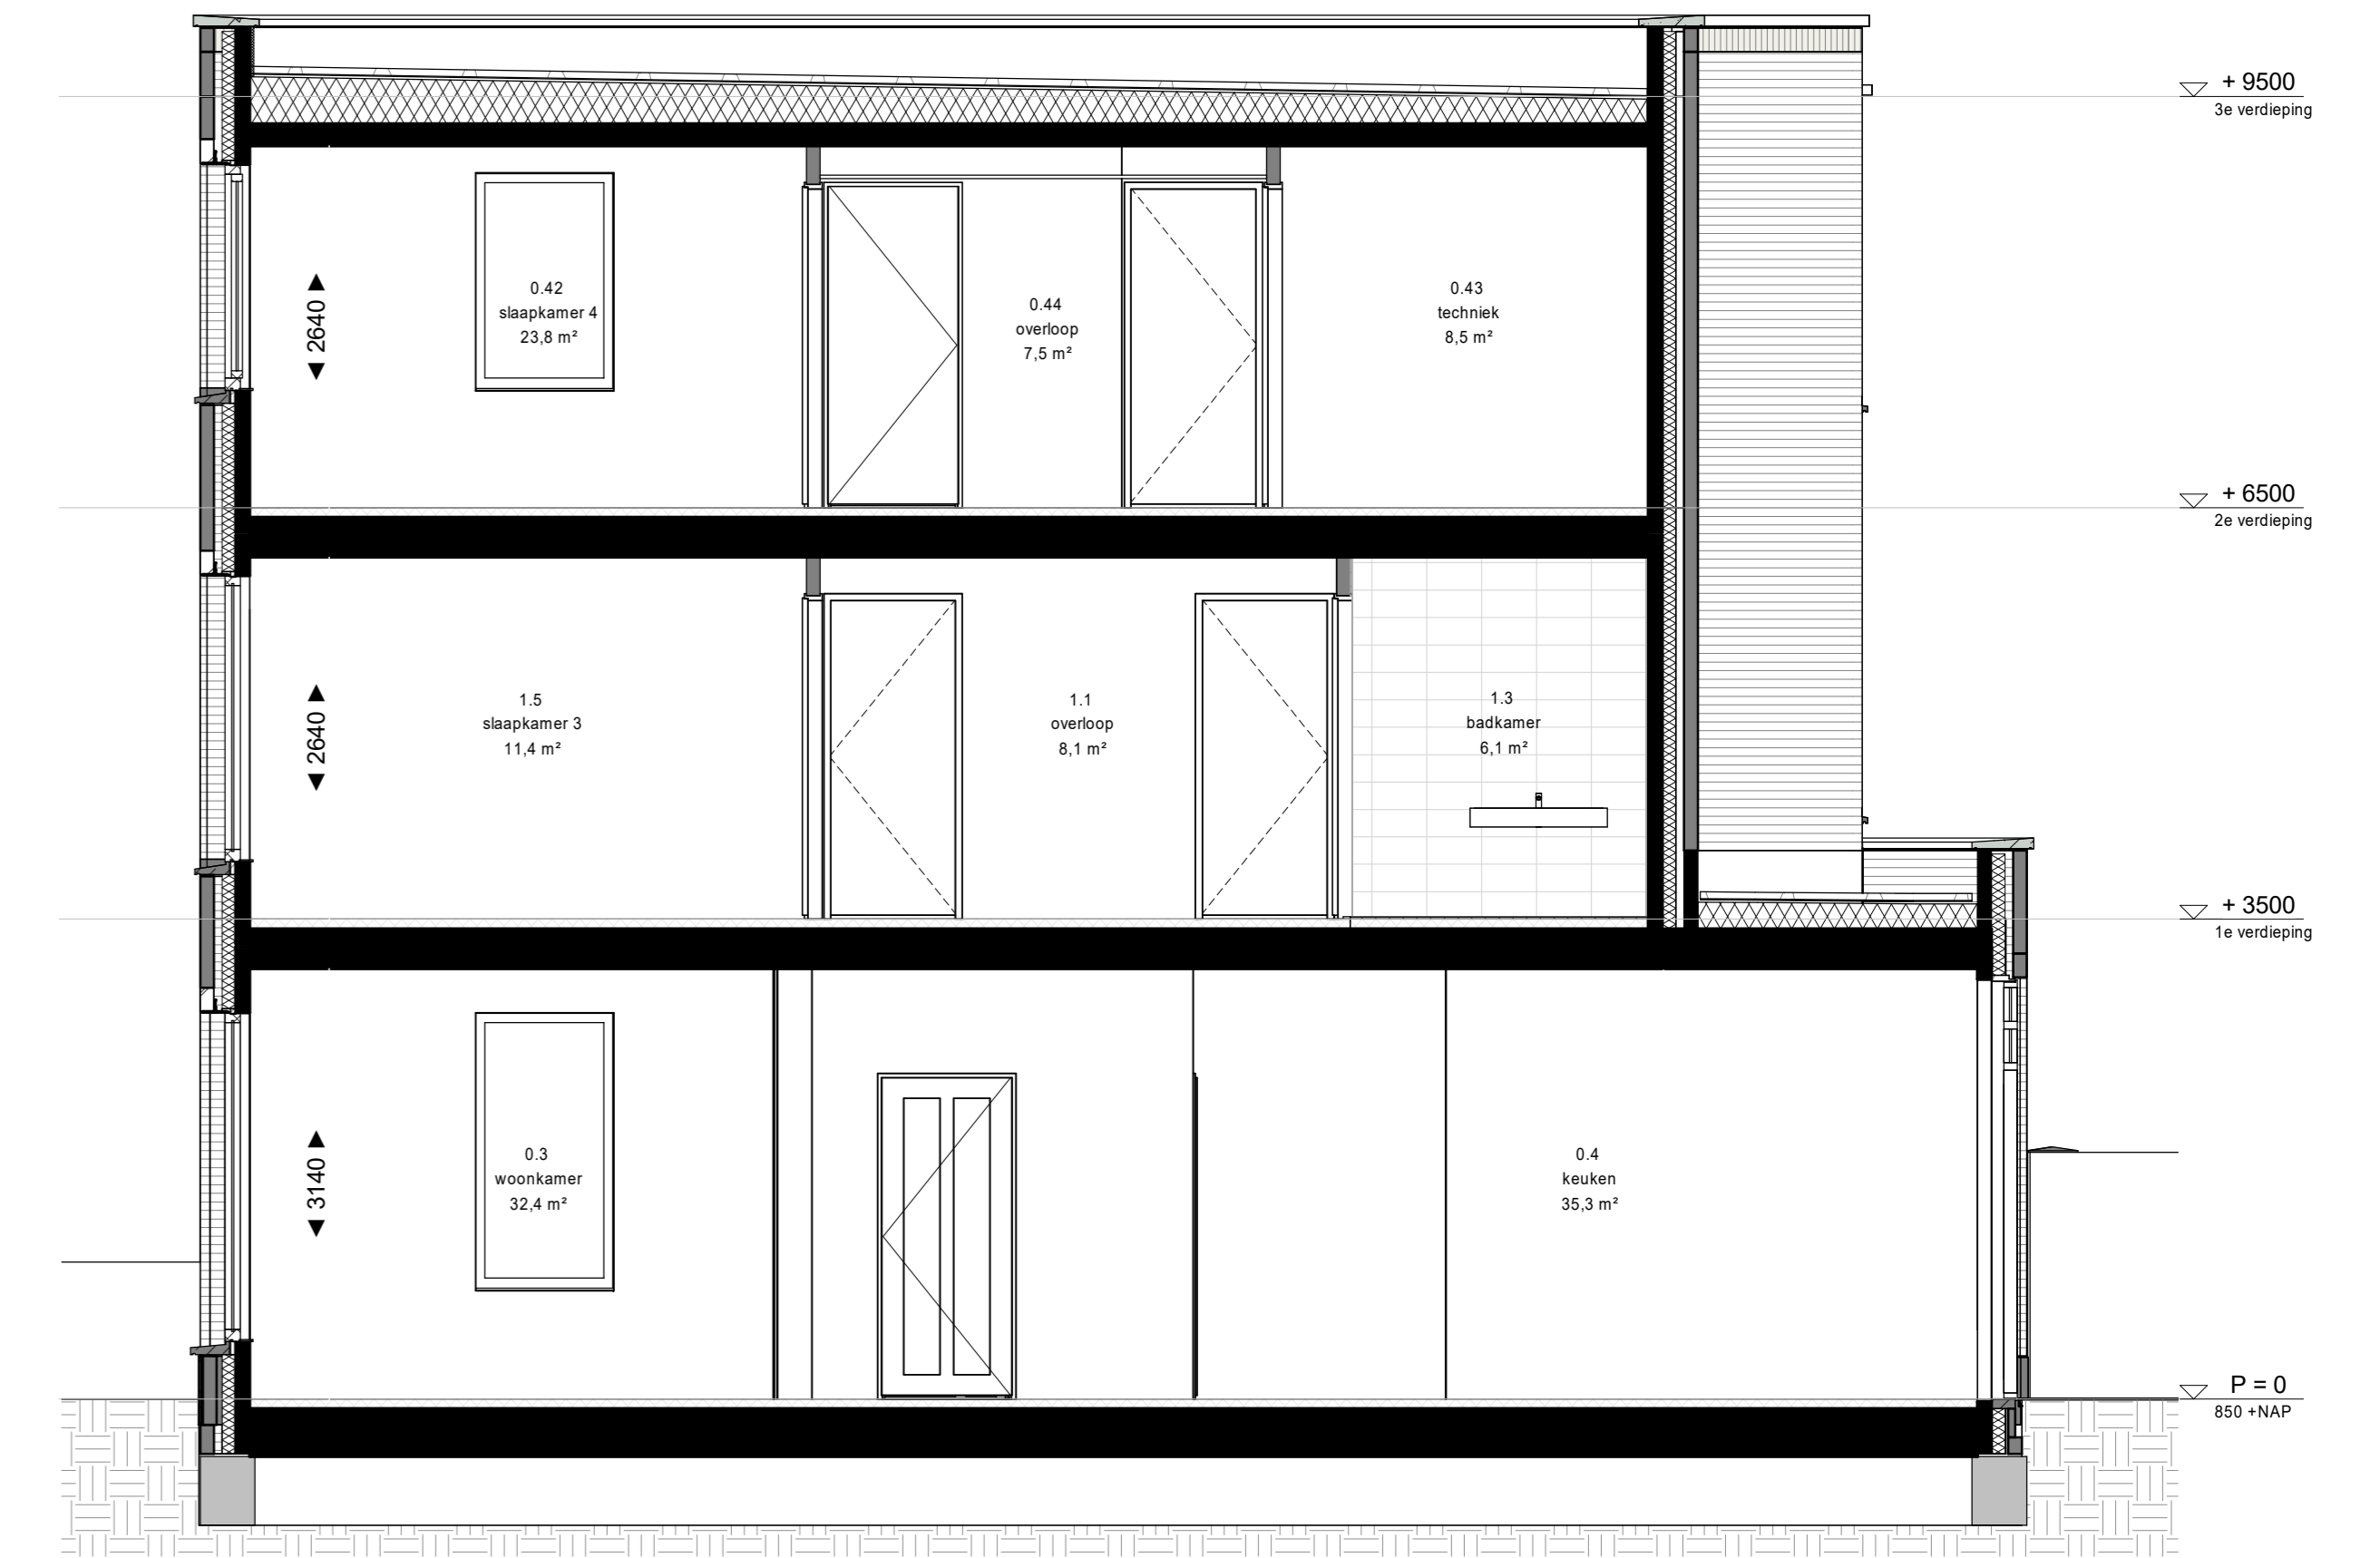 + 9500
3e verdieping
0.42
slaapkamer 4
23,8 m²
2640
0.44
overloop
7,5 m²
0.43
techniek
8,5 m²
+ 6500
2e verdieping
1.5
slaapkamer 3
11,4 m²
2640
1.1
overloop
8,1 m²
1.3
badkamer
6,1 m²
+ 3500
1e verdieping
0.3
woonkamer
32,4 m²
3140
0.4
keuken
35,3 m²
P = 0
850 +NAP